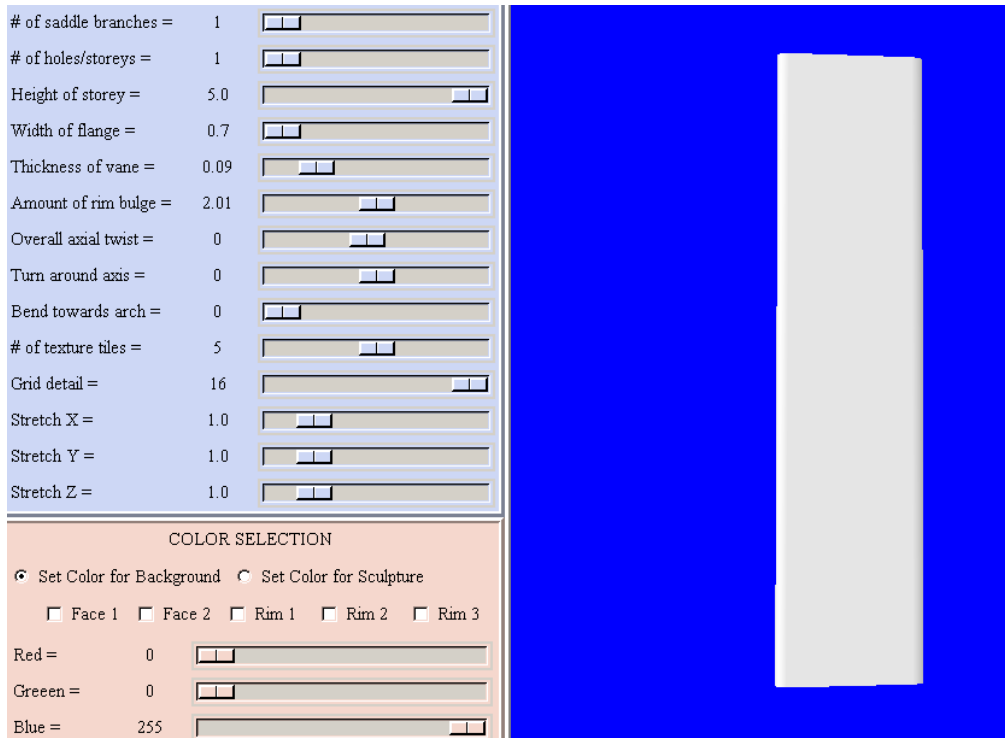 # of saddle branches = 1
# of holes/storeys = 1
Height of storey = 5.0
Width of flange = 0.7
Thickness of vane = 0.09
Amount of rim bulge = 2.01
Overall axial twist = 0
Turn around axis = 0
Bend towards arch = 0
# of texture tiles = 5
Grid detail = 16
Stretch X = 1.0
Stretch Y = 1.0
Stretch Z = 1.0
COLOR SELECTION
Set Color for Background Set Color for Sculpture
Face 1 Face 2 Rim 1 Rim 2 Rim 3
Red = 0
Greeen = 0
Blue = 255